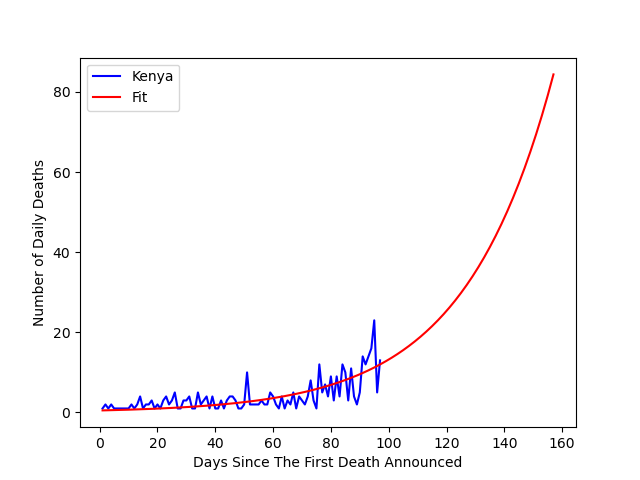 Kenya
Fit
Number of Daily Deaths
80
60
40
20
0
0 20 40 60 80 100 120 140 160
Days Since The First Death Announced